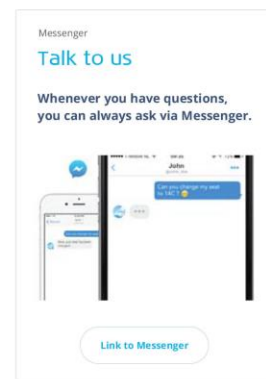 Messenger
Talk to us
Whenever you have questions,
you can always ask via Messenger.
John
Can you change my seat
to 14C ?
Link to Messenger